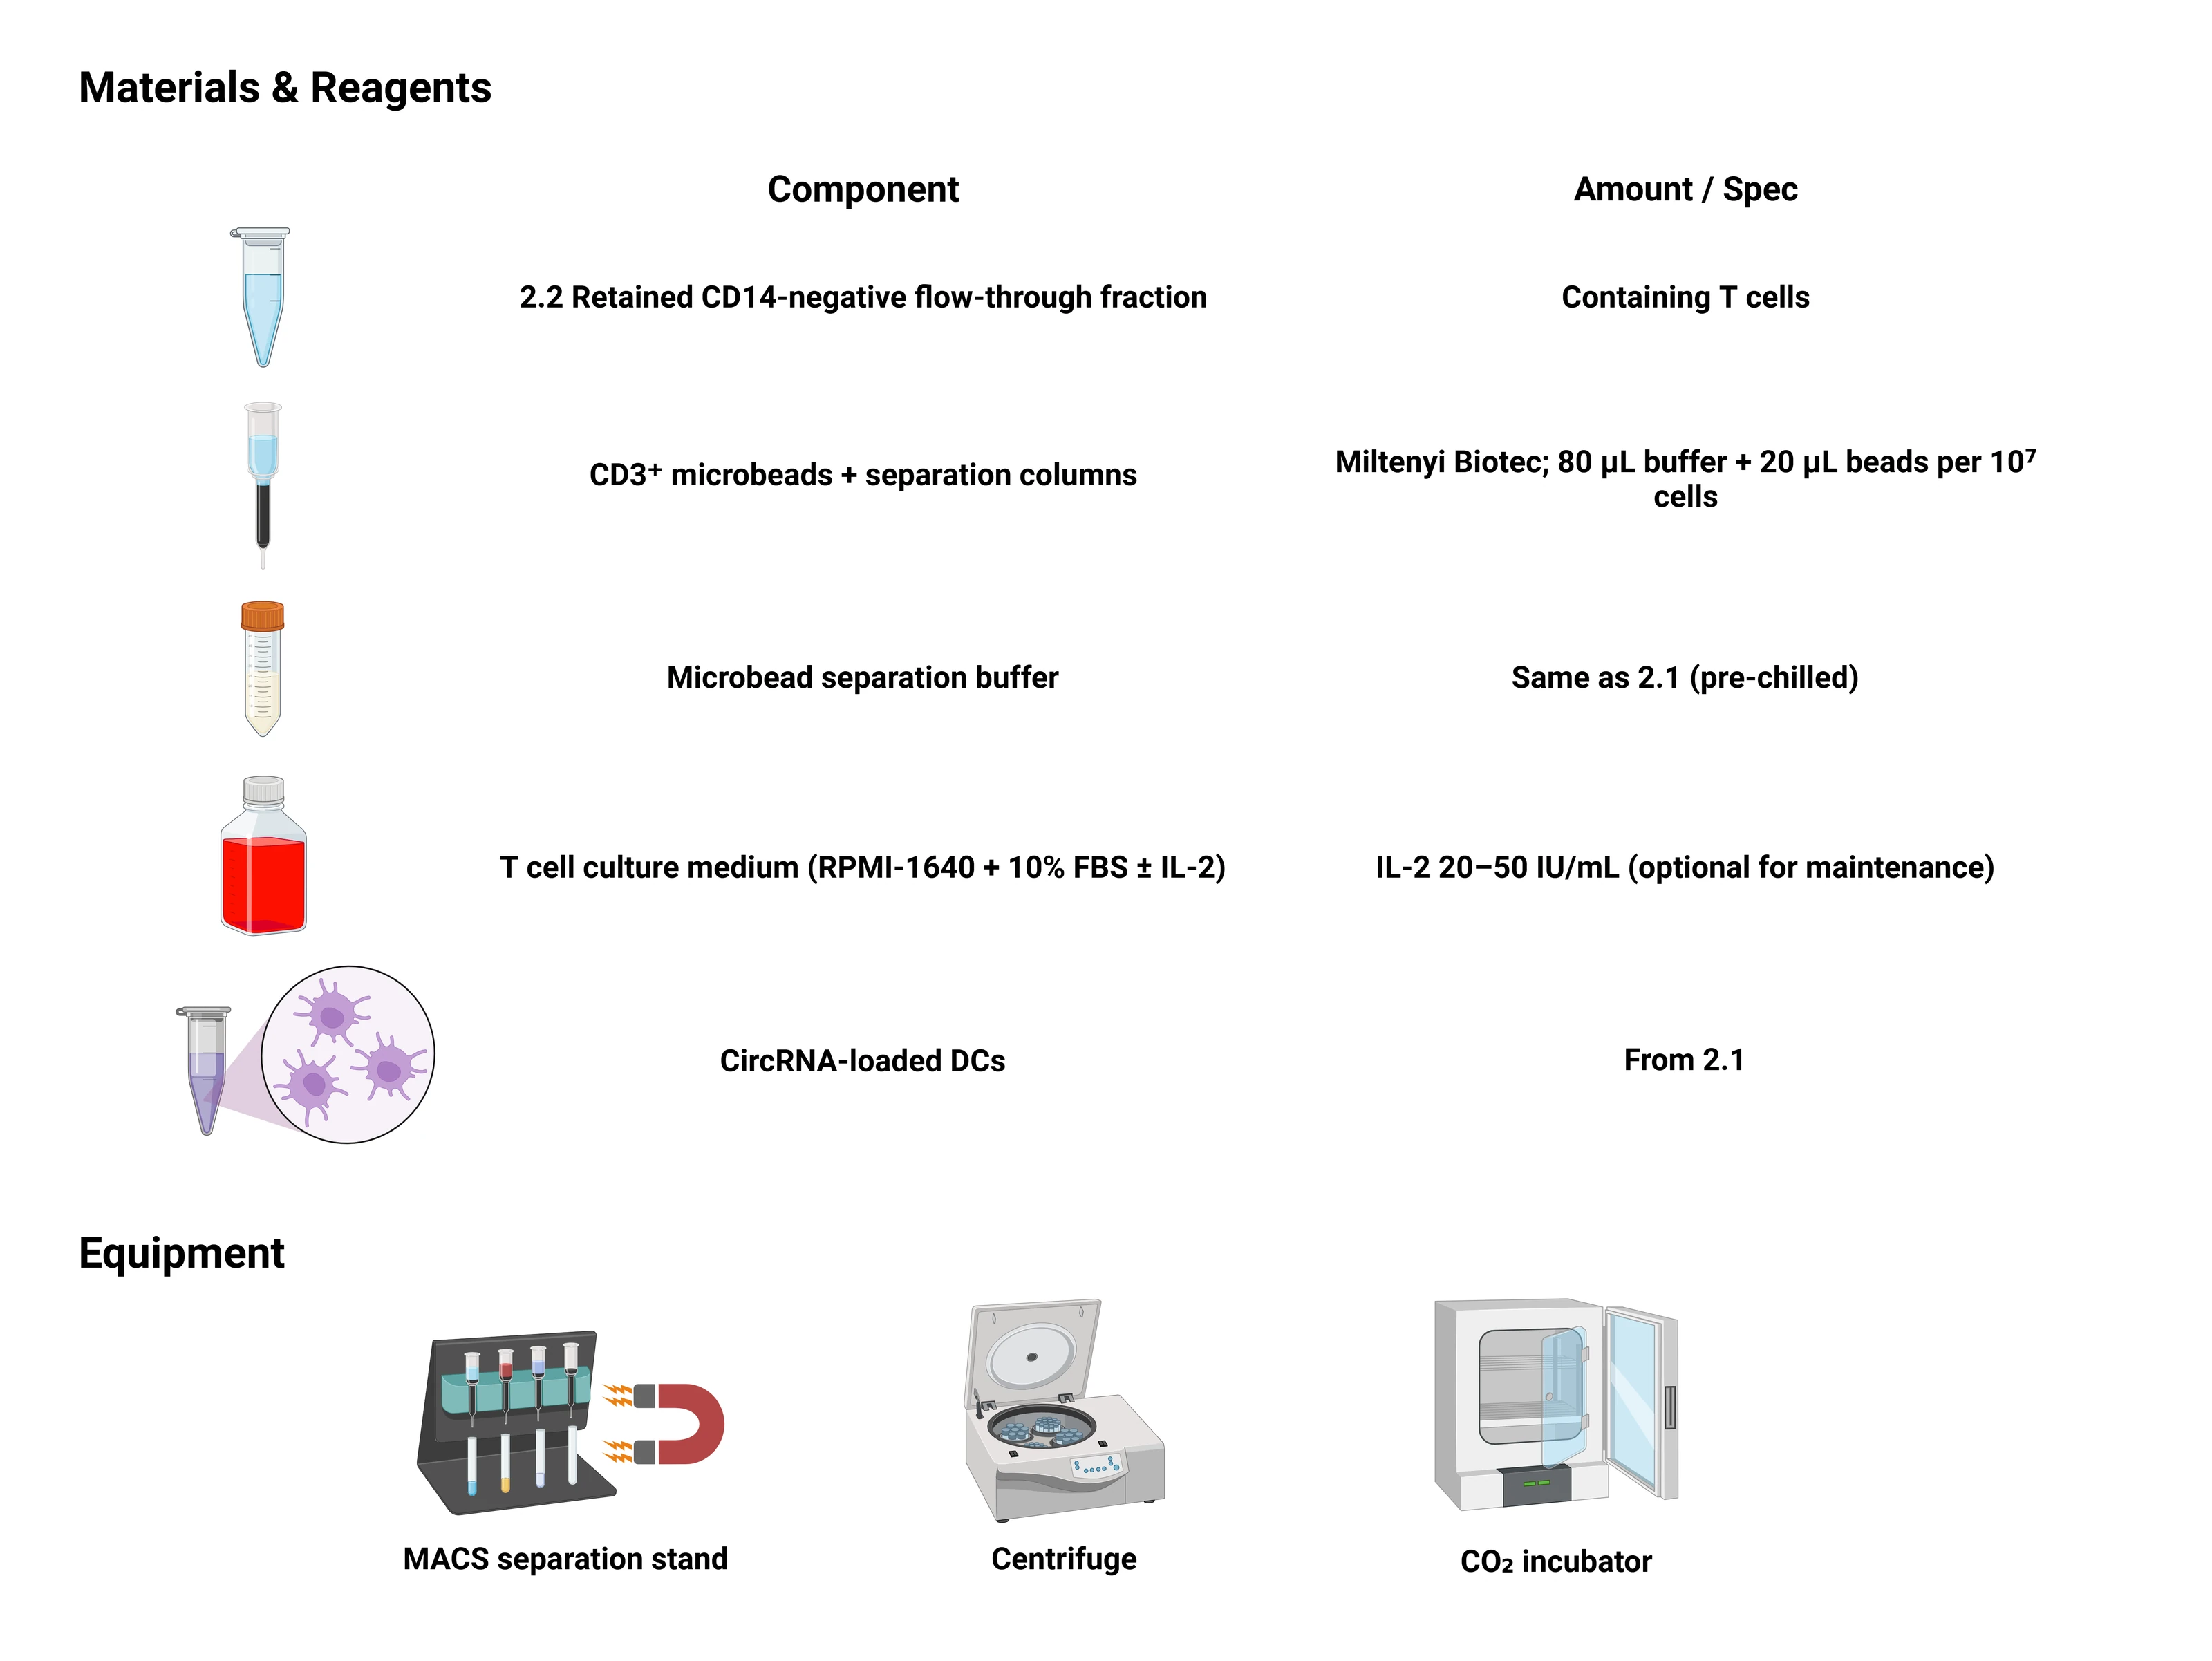 Materials & Reagents
Component
Amount / Spec
2.2 Retained CD14-negative flow-through fraction
Containing T cells
CD3⁺ microbeads + separation columns
Miltenyi Biotec; 80 µL buffer + 20 µL beads per 10⁷
cells
Microbead separation buffer
Same as 2.1 (pre-chilled)
T cell culture medium (RPMI-1640 + 10% FBS ± IL-2)
IL-2 20–50 IU/mL (optional for maintenance)
CircRNA-loaded DCs
From 2.1
Equipment
MACS separation stand
Centrifuge
CO₂ incubator